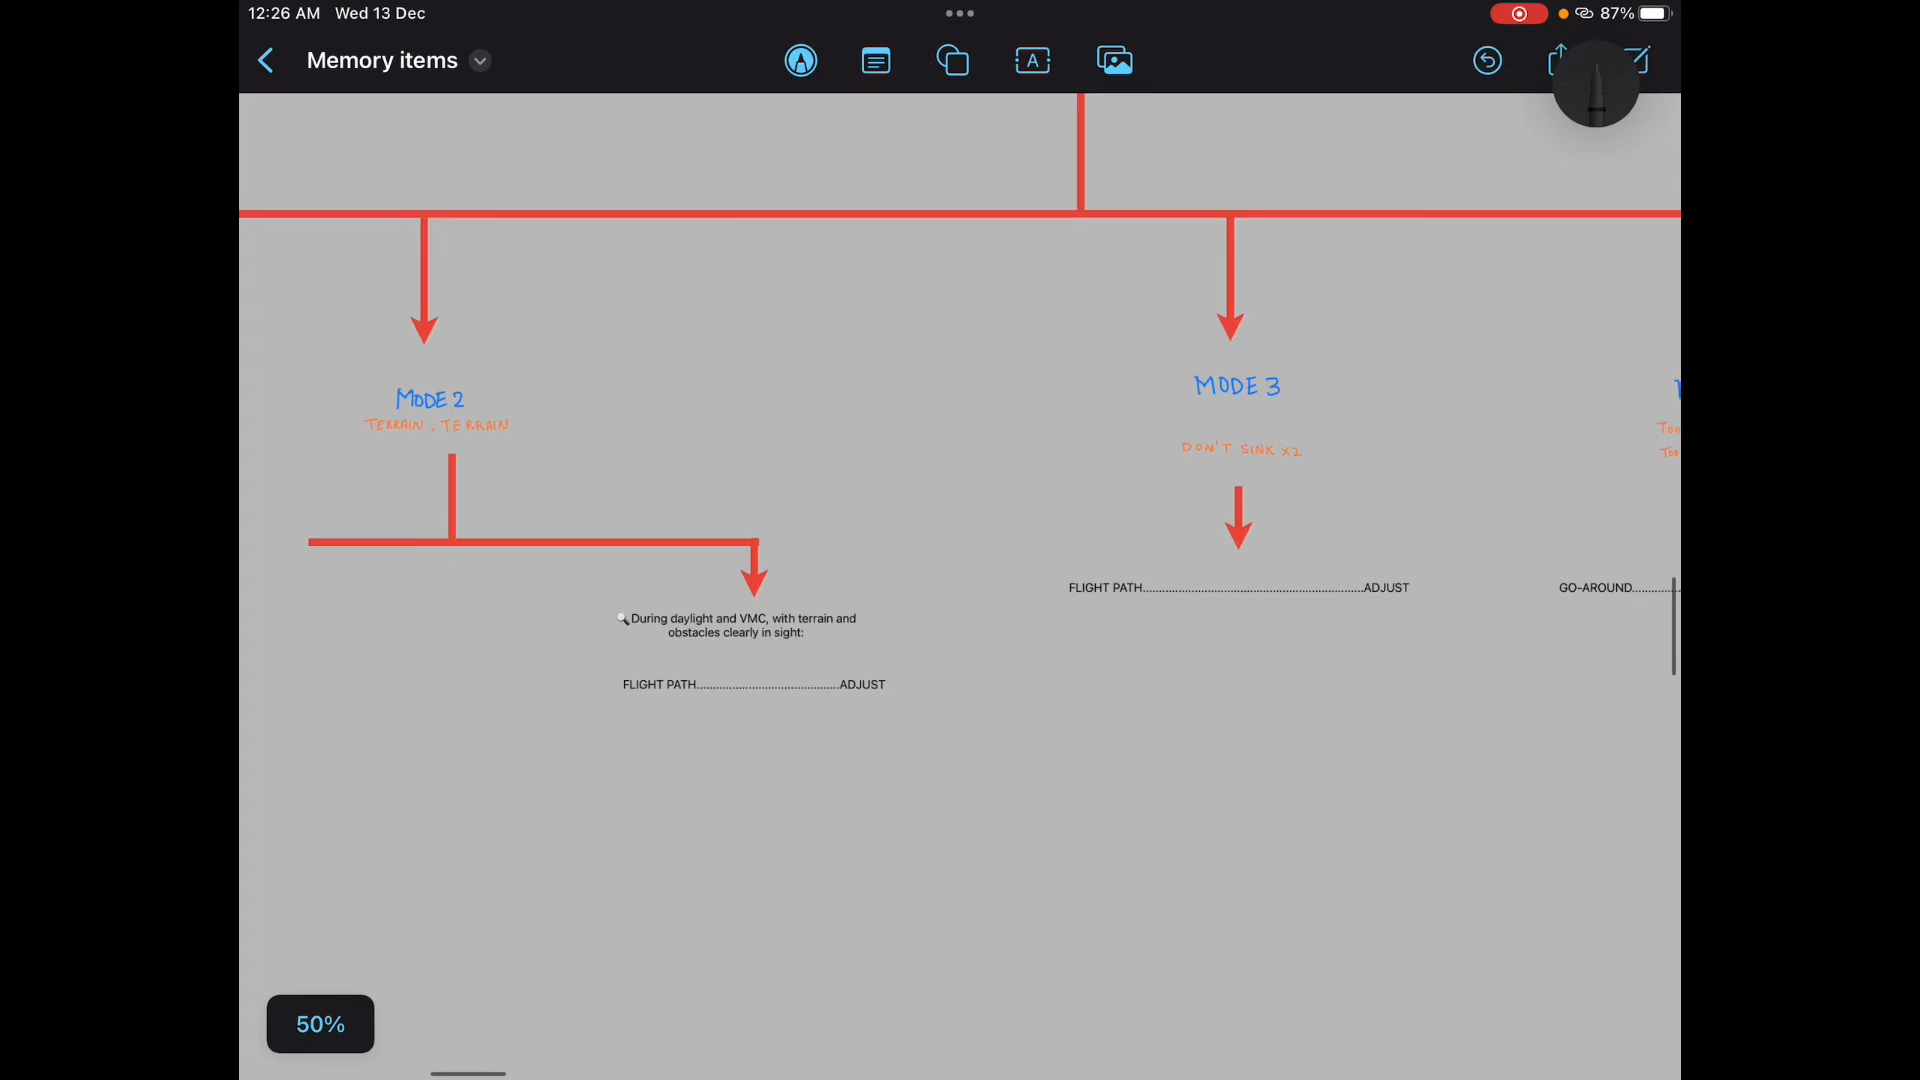 12:26 AM Wed 13 Dec
87%
Memory items
A
MODE 2
TERRAIN, TERRAIN
MODE 3
DON'T SINK X2
Too
During daylight and VMC, with terrain and
obstacles clearly in sight:
FLIGHT PATH...........................................ADJUST
FLIGHT PATH...................................................................ADJUST
GO-AROUND..............
50%